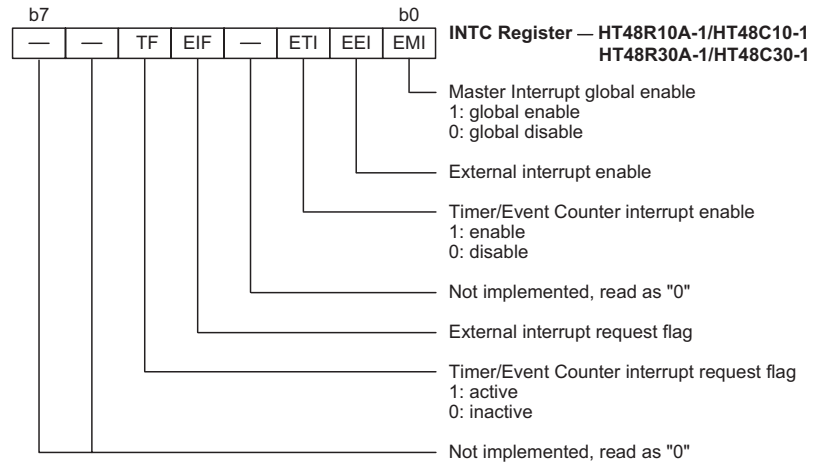 b7 b0
— — TF EIF — ETI EEI EMI
INTC Register — HT48R10A-1/HT48C10-1
HT48R30A-1/HT48C30-1
Master Interrupt global enable
1: global enable
0: global disable
External interrupt enable
Timer/Event Counter interrupt enable
1: enable
0: disable
Not implemented, read as "0"
External interrupt request flag
Timer/Event Counter interrupt request flag
1: active
0: inactive
Not implemented, read as "0"